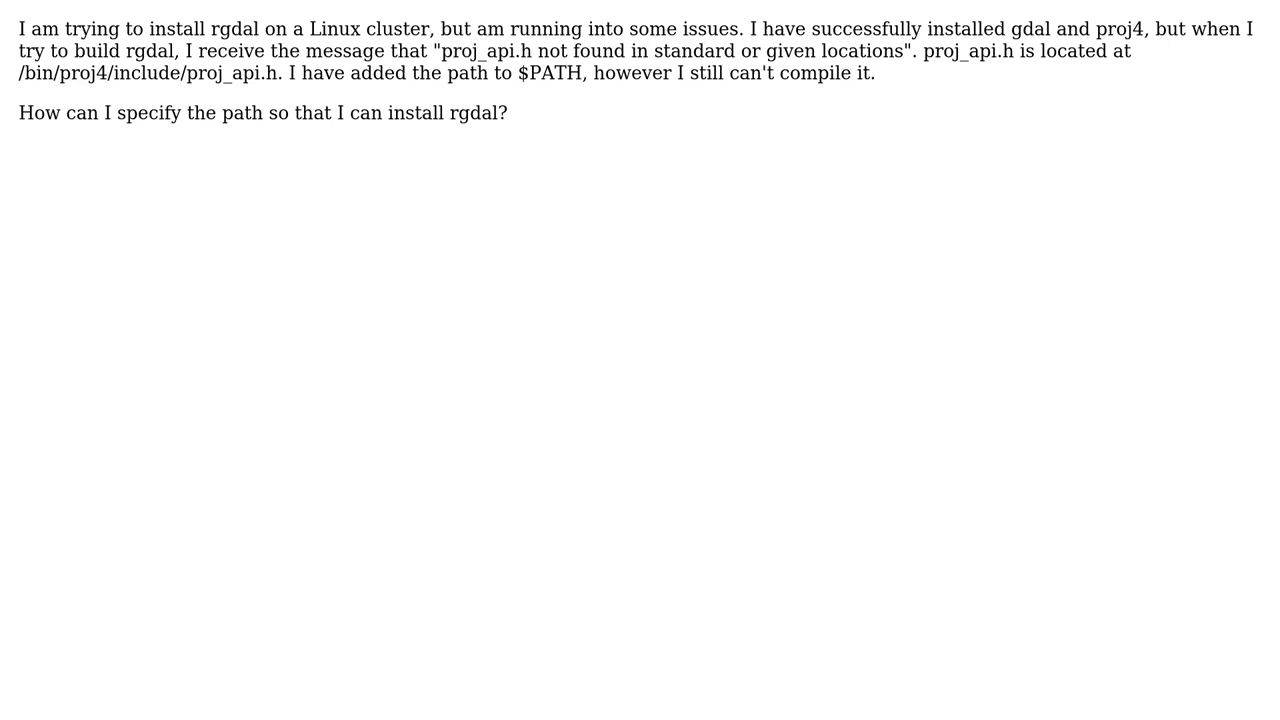 I am trying to install rgdal on a Linux cluster, but am running into some issues. I have successfully installed gdal and proj4, but when I
try to build rgdal, I receive the message that "proj_api.h not found in standard or given locations". proj_api.h is located at
/bin/proj4/include/proj_api.h. I have added the path to $PATH, however I still can't compile it.
How can I specify the path so that I can install rgdal?